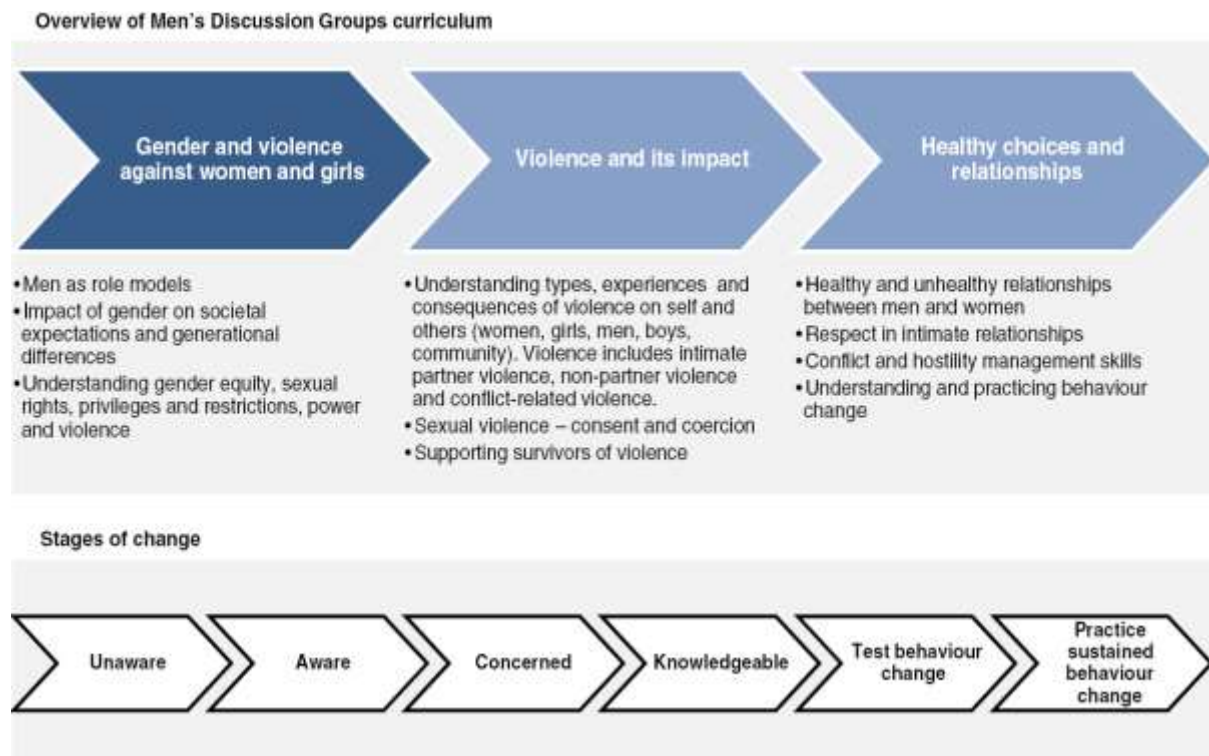 Overview of Men's Discussion Groups curriculum
Gender and violence
against women and girls
Violence and its impact
Healthy choices and
relationships
•Men as role models
•Impact of gender on societal
expectations and generational
differences
•Understanding gender equity, sexual
rights, privileges and restrictions, power
and violence
•Understanding types, experiences and
consequences of violence on self and
others (women, girls, men, boys,
community). Violence includes intimate
partner violence, non-partner violence
and conflict-related violence.
•Sexual violence – consent and coercion
•Supporting survivors of violence
•Healthy and unhealthy relationships
between men and women
•Respect in intimate relationships
•Conflict and hostility management skills
•Understanding and practicing behaviour
change
Stages of change
Unaware
Aware
Concerned
Knowledgeable
Test behaviour
change
Practice
sustained
behaviour
change